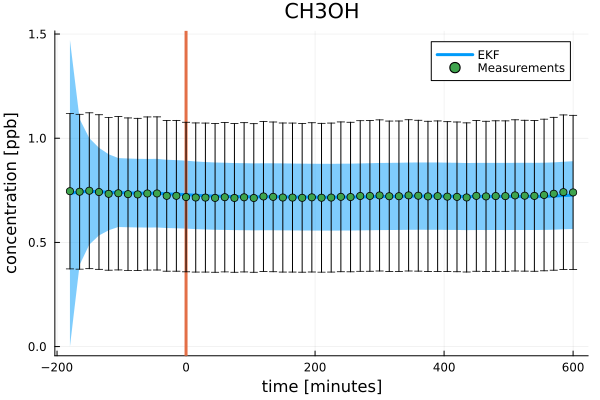 CH3OH
EKF
Measurements
concentration [ppb]
1.5
1.0
0.5
0.0
−200
0
200
400
600
time [minutes]